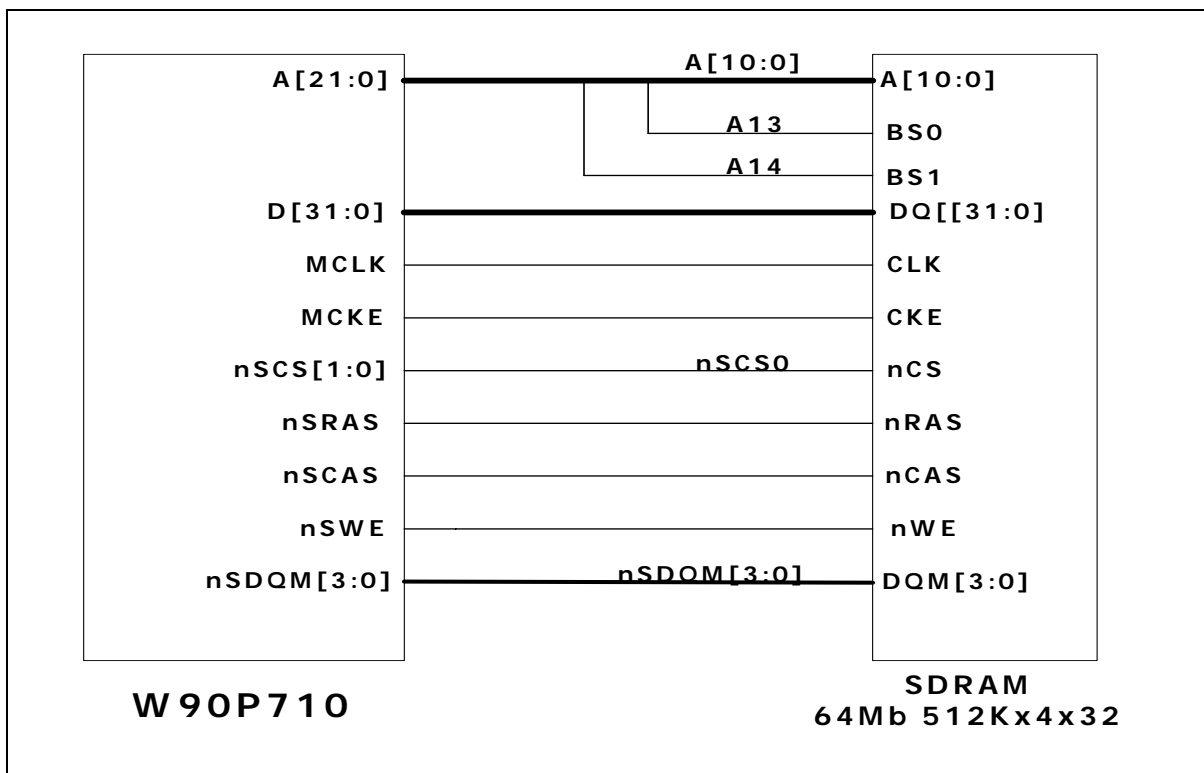 A[21:0] A[10:0] A[10:0]
A13 BS0
A14 BS1
D[31:0] DQ[[31:0]
MCLK CLK
MCKE CKE
nSCS[1:0] nSCS0 nCS
nSRAS nRAS
nSCAS nCAS
nSWE nWE
nSDQM[3:0] nSDQM[3:0] DQM[3:0]
W90P710
SDRAM
64Mb 512Kx4x32